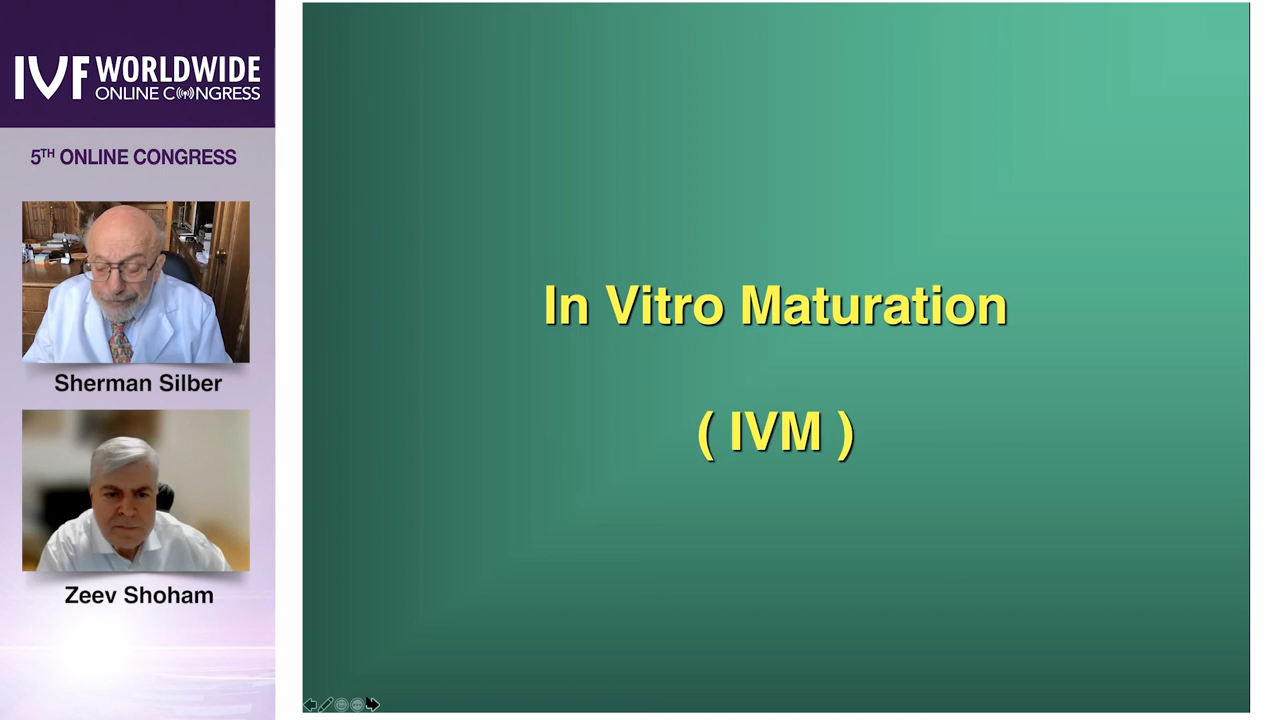 IVF WORLDWIDE
ONLINE CONGRESS
5TH ONLINE CONGRESS
Sherman Silber
Zeev Shoham
In Vitro Maturation
( IVM )